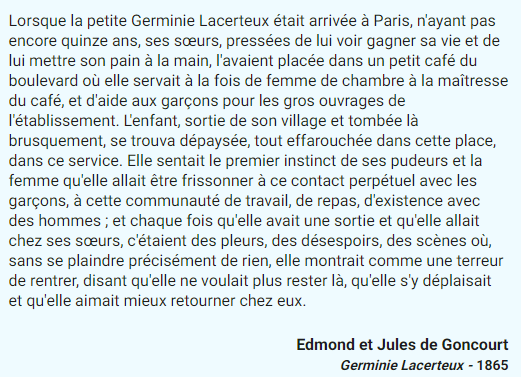 Lorsque la petite Germinie Lacerteux était arrivée à Paris, n'ayant pas
encore quinze ans, ses sœurs, pressées de lui voir gagner sa vie et de
lui mettre son pain à la main, l'avaient placée dans un petit café du
boulevard où elle servait à la fois de femme de chambre à la maîtresse
du café, et d'aide aux garçons pour les gros ouvrages de
l'établissement. L'enfant, sortie de son village et tombée là
brusquement, se trouva dépaysée, tout effarouchée dans cette place,
dans ce service. Elle sentait le premier instinct de ses pudeurs et la
femme qu'elle allait être frissonner à ce contact perpétuel avec les
garçons, à cette communauté de travail, de repas, d'existence avec
des hommes ; et chaque fois qu'elle avait une sortie et qu'elle allait
chez ses sœurs, c'étaient des pleurs, des désespoirs, des scènes où,
sans se plaindre précisément de rien, elle montrait comme une terreur
de rentrer, disant qu'elle ne voulait plus rester là, qu'elle s'y déplaisait
et qu'elle aimait mieux retourner chez eux.
Edmond et Jules de Goncourt
Germinie Lacerteux - 1865